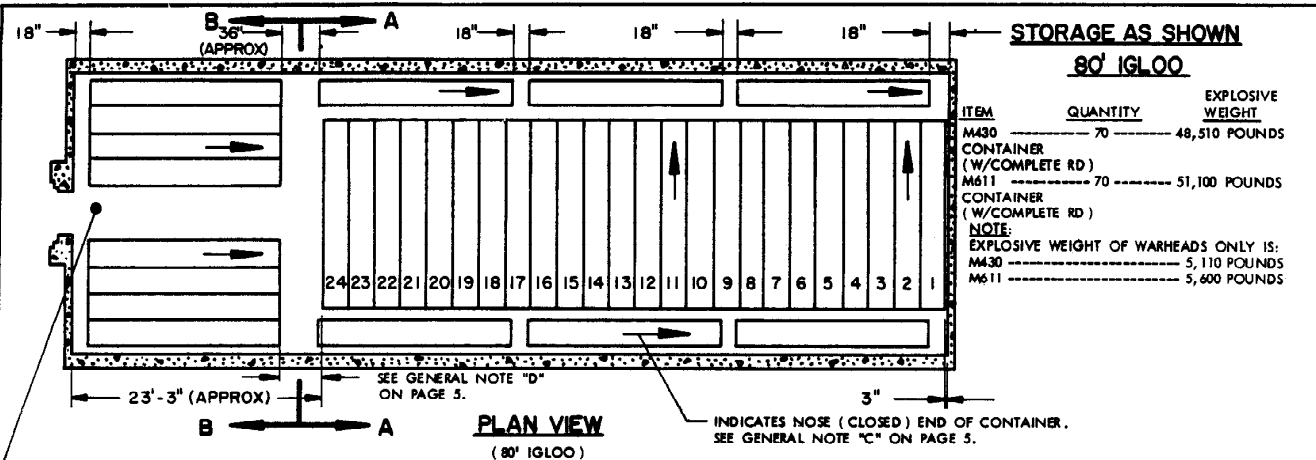 B A
18" 36" (APPROX) 18" 18" 18"
STORAGE AS SHOWN
80' IGLOO
ITEM QUANTITY EXPLOSIVE WEIGHT
M430 ---------- 70 ------- 48,510 POUNDS
CONTAINER
(W/COMPLETE RD)
M611 ---------- 70 ------- 51,100 POUNDS
CONTAINER
(W/COMPLETE RD)
NOTE:
EXPLOSIVE WEIGHT OF WARHEADS ONLY IS:
M430 ---------------------- 5,110 POUNDS
M611 ---------------------- 5,600 POUNDS
24 23 22 21 20 19 18 17 16 15 14 13 12 11 10 9 8 7 6 5 4 3 2 1
SEE GENERAL NOTE "D"
ON PAGE 5.
23'-3" (APPROX) 3"
B A
PLAN VIEW
(80' IGLOO)
INDICATES NOSE (CLOSED) END OF CONTAINER.
SEE GENERAL NOTE "C" ON PAGE 5.